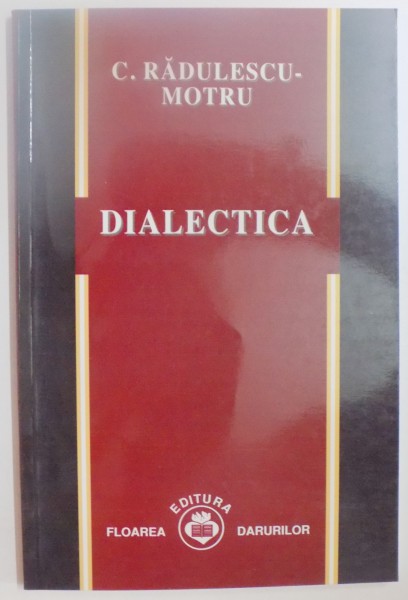 C. RĂDULESCU-
MOTRU
DIALECTICA
EDITURA
FLOAREA DARURILOR